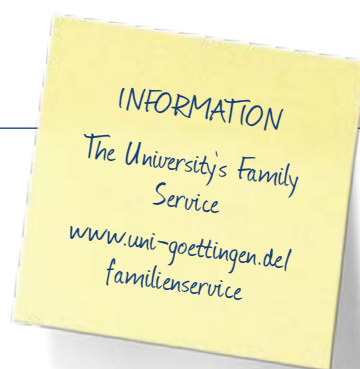 INFORMATION
The University's Family
Service
www.uni-goettingen.de/
familienservice